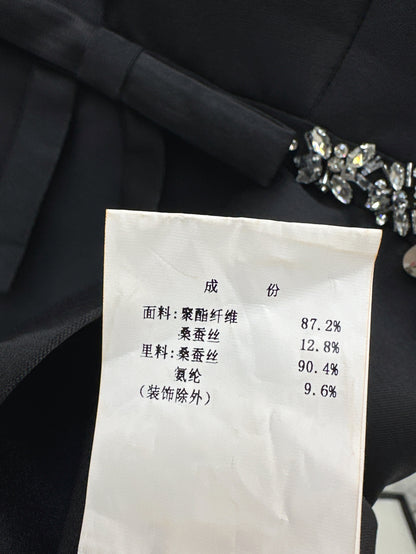 成 份
面料:聚酯纤维 87.2%
桑蚕丝 12.8%
里料:桑蚕丝 90.4%
氨纶 9.6%
(装饰除外)